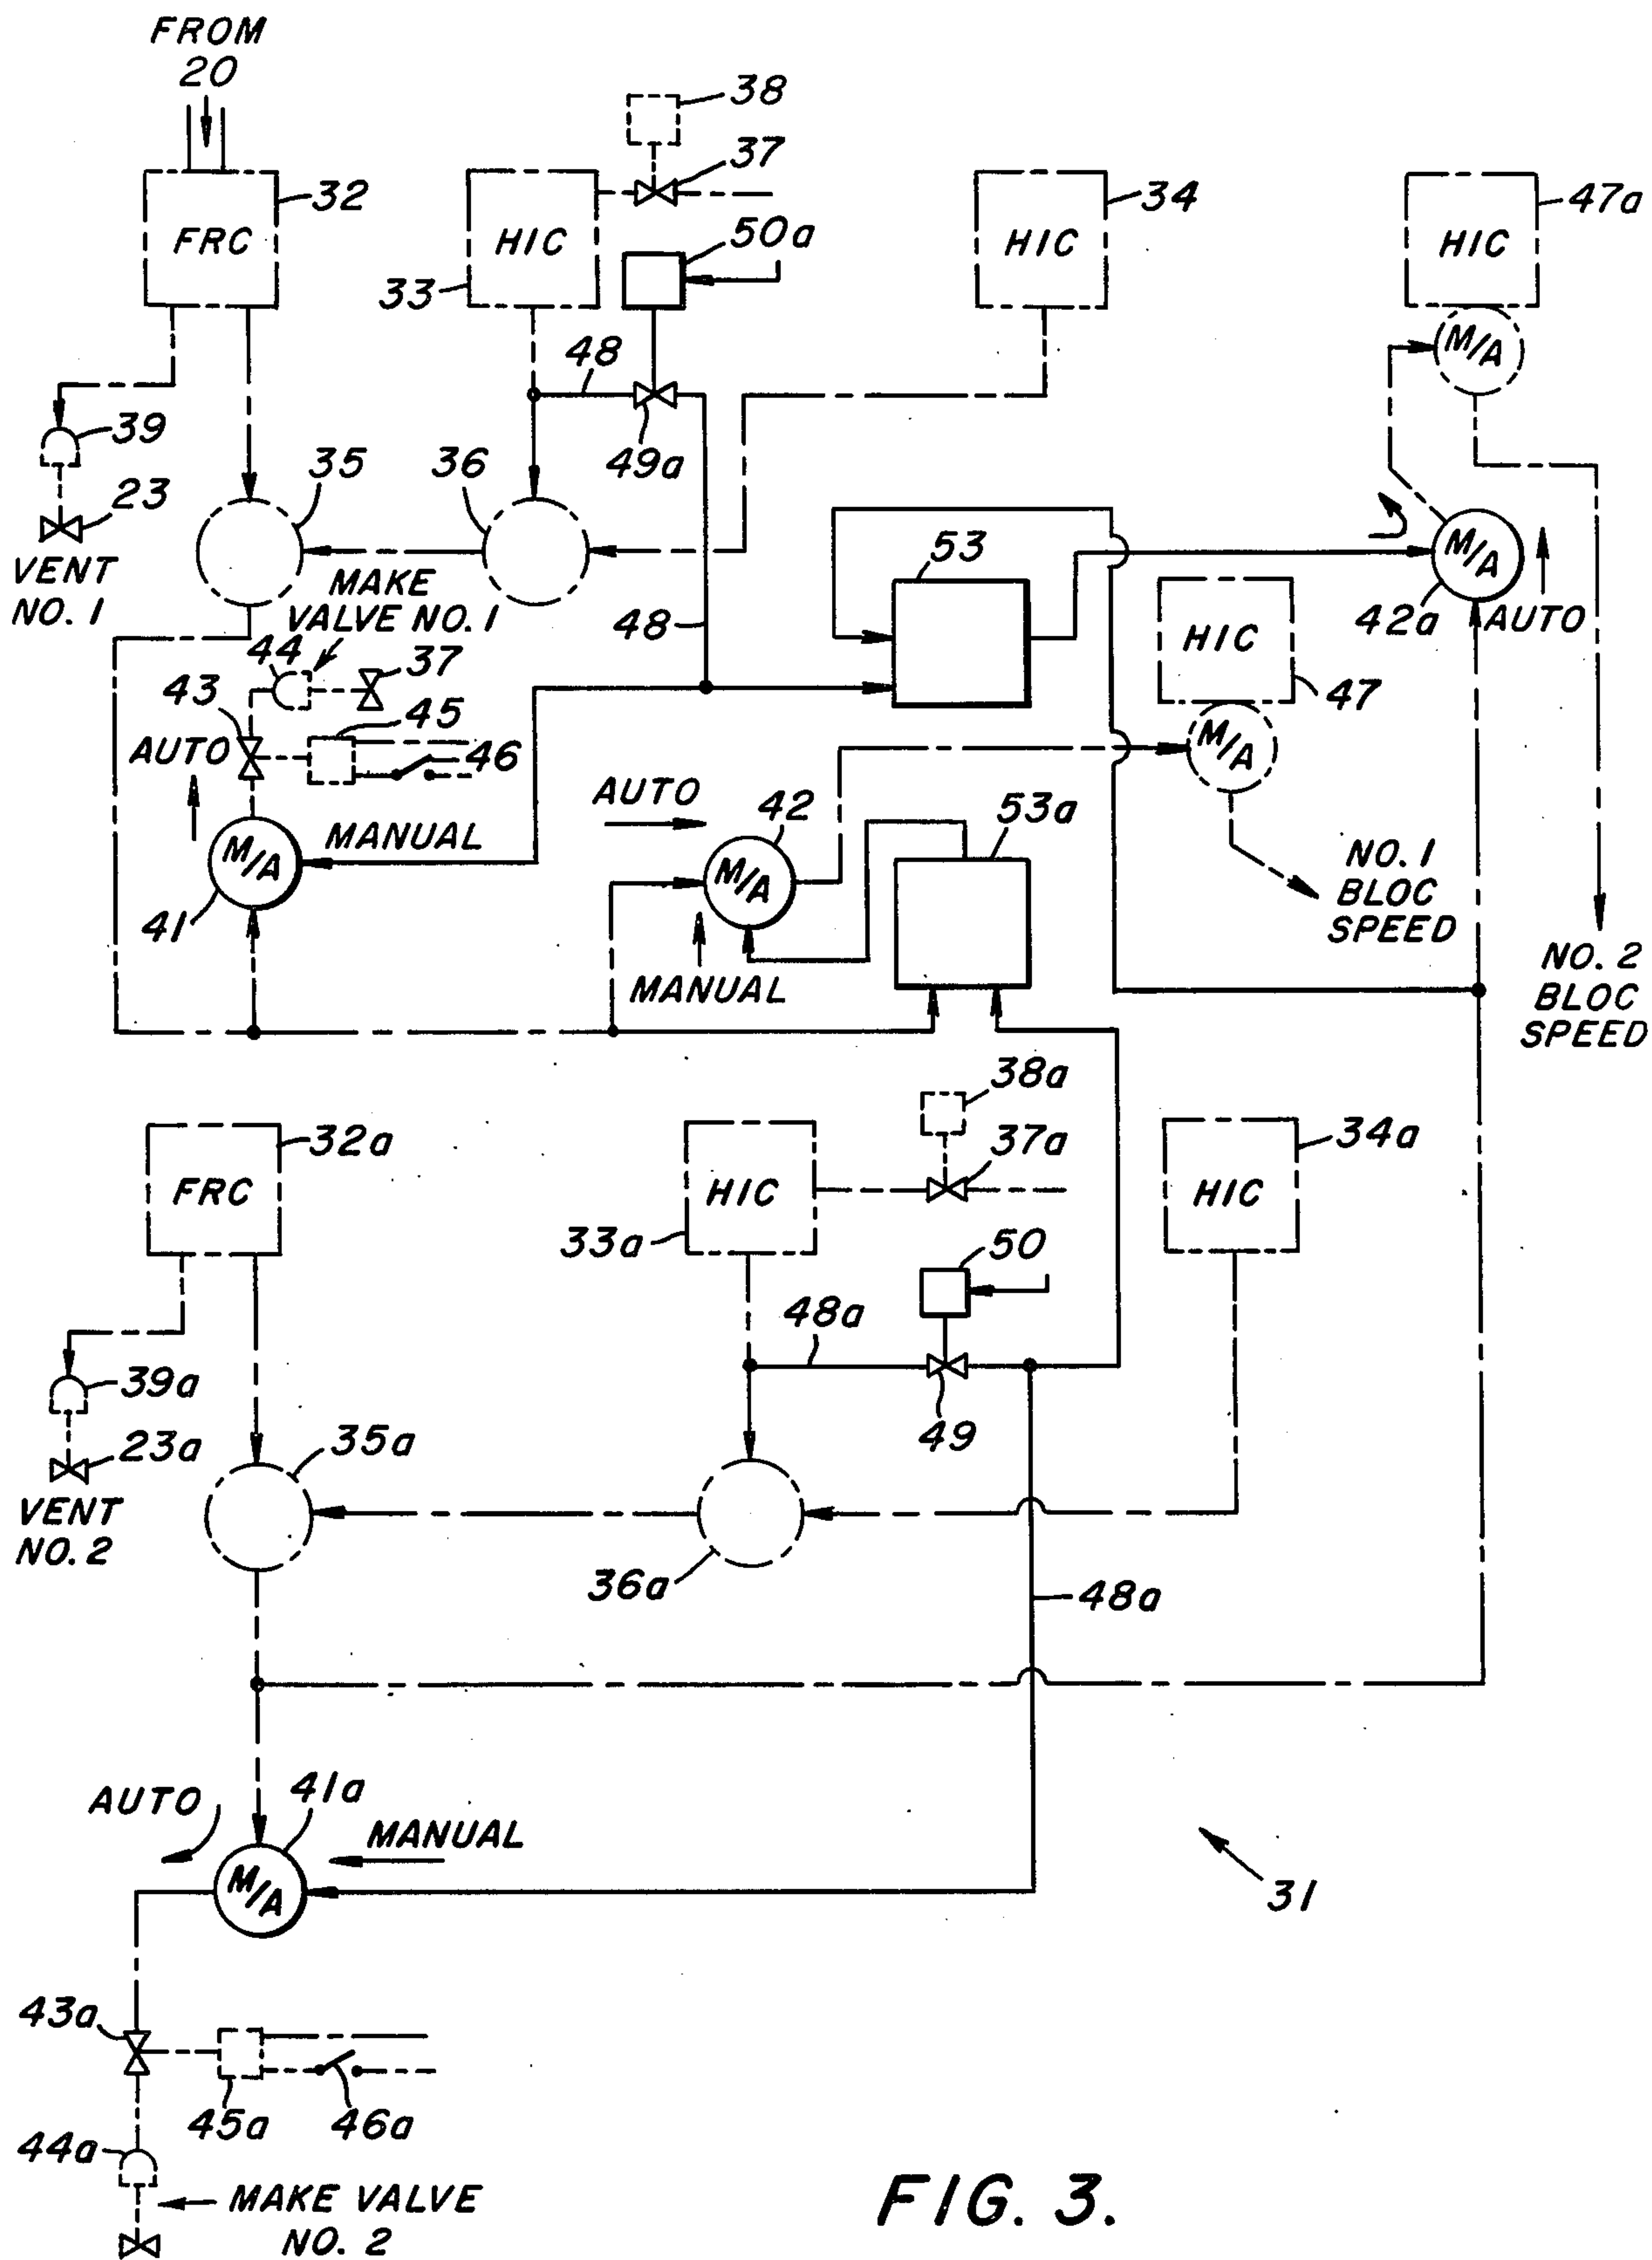 FROM
20
38
37
32
FRC
HIC
33
50a
34
HIC
47a
HIC
M/A
48
49a
39
35
36
23
VENT
NO. 1
MAKE
VALVE NO. 1
53
M/A
42a
AUTO
48
HIC
47
M/A
44
37
43
45
46
AUTO
MANUAL
M/A
41
AUTO
42
M/A
MANUAL
53a
NO. 1
BLOC
SPEED
NO. 2
BLOC
SPEED
38a
37a
32a
FRC
HIC
33a
34a
HIC
50
48a
49
39a
23a
VENT
NO. 2
35a
36a
48a
AUTO
41a
MANUAL
M/A
31
43a
45a
46a
44a
MAKE VALVE
NO. 2
FIG. 3.